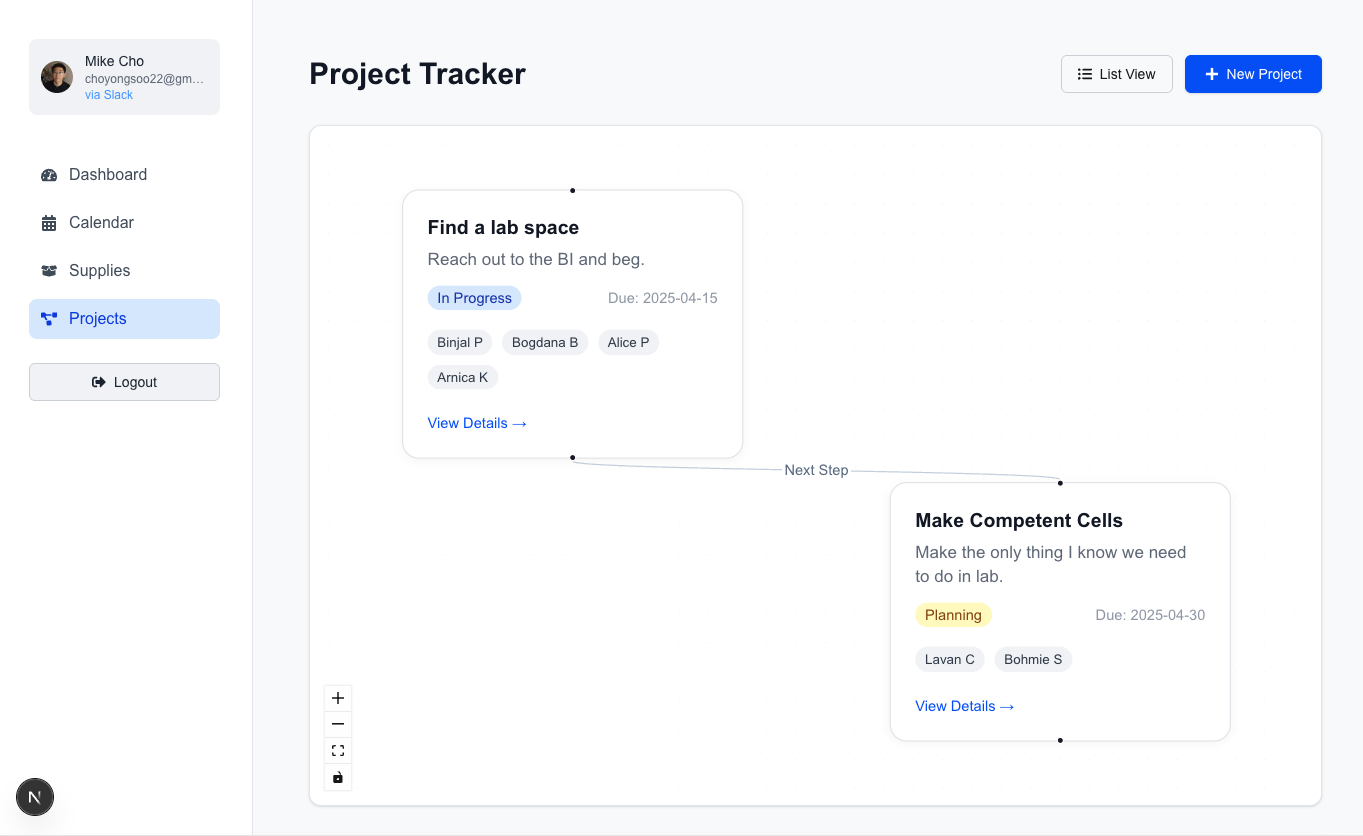 Mike Cho
choyongsoo22@gm...
via Slack
Dashboard
Calendar
Supplies
Projects
Logout
Project Tracker
List View
New Project
Find a lab space
Reach out to the BI and beg.
In Progress
Due: 2025-04-15
Binjal P
Bogdana B
Alice P
Arnica K
View Details →
Next Step
Make Competent Cells
Make the only thing I know we need
to do in lab.
Planning
Due: 2025-04-30
Lavan C
Bohmie S
View Details →
N